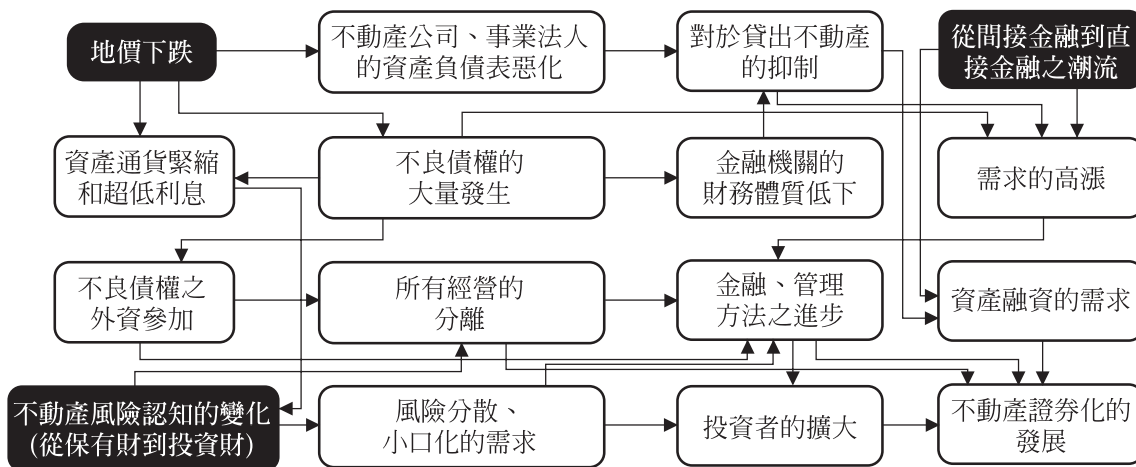 地價下跌
不動產公司、事業法人
的資產負債表惡化
對於貸出不動產
的抑制
從間接金融到直
接金融之潮流
資產通貨緊縮
和超低利息
不良債權的
大量發生
金融機關的
財務體質低下
需求的高漲
不良債權之
外資參加
所有經營的
分離
金融、管理
方法之進步
資產融資的需求
不動產風險認知的變化
(從保有財到投資財)
風險分散、
小口化的需求
投資者的擴大
不動產證券化的
發展